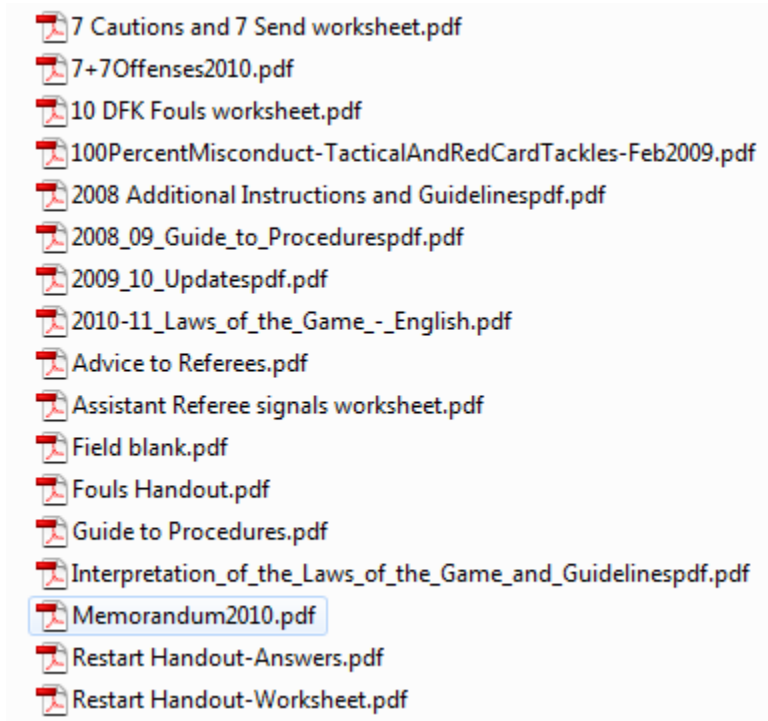 7 Cautions and 7 Send worksheet.pdf
7+7Offenses2010.pdf
10 DFK Fouls worksheet.pdf
100PercentMisconduct-TacticalAndRedCardTackles-Feb2009.pdf
2008 Additional Instructions and Guidelinespdf.pdf
2008_09_Guide_to_Procedurespdf.pdf
2009_10_Updatespdf.pdf
2010-11_Laws_of_the_Game_-_English.pdf
Advice to Referees.pdf
Assistant Referee signals worksheet.pdf
Field blank.pdf
Fouls Handout.pdf
Guide to Procedures.pdf
Interpretation_of_the_Laws_of_the_Game_and_Guidelinespdf.pdf
Memorandum2010.pdf
Restart Handout-Answers.pdf
Restart Handout-Worksheet.pdf